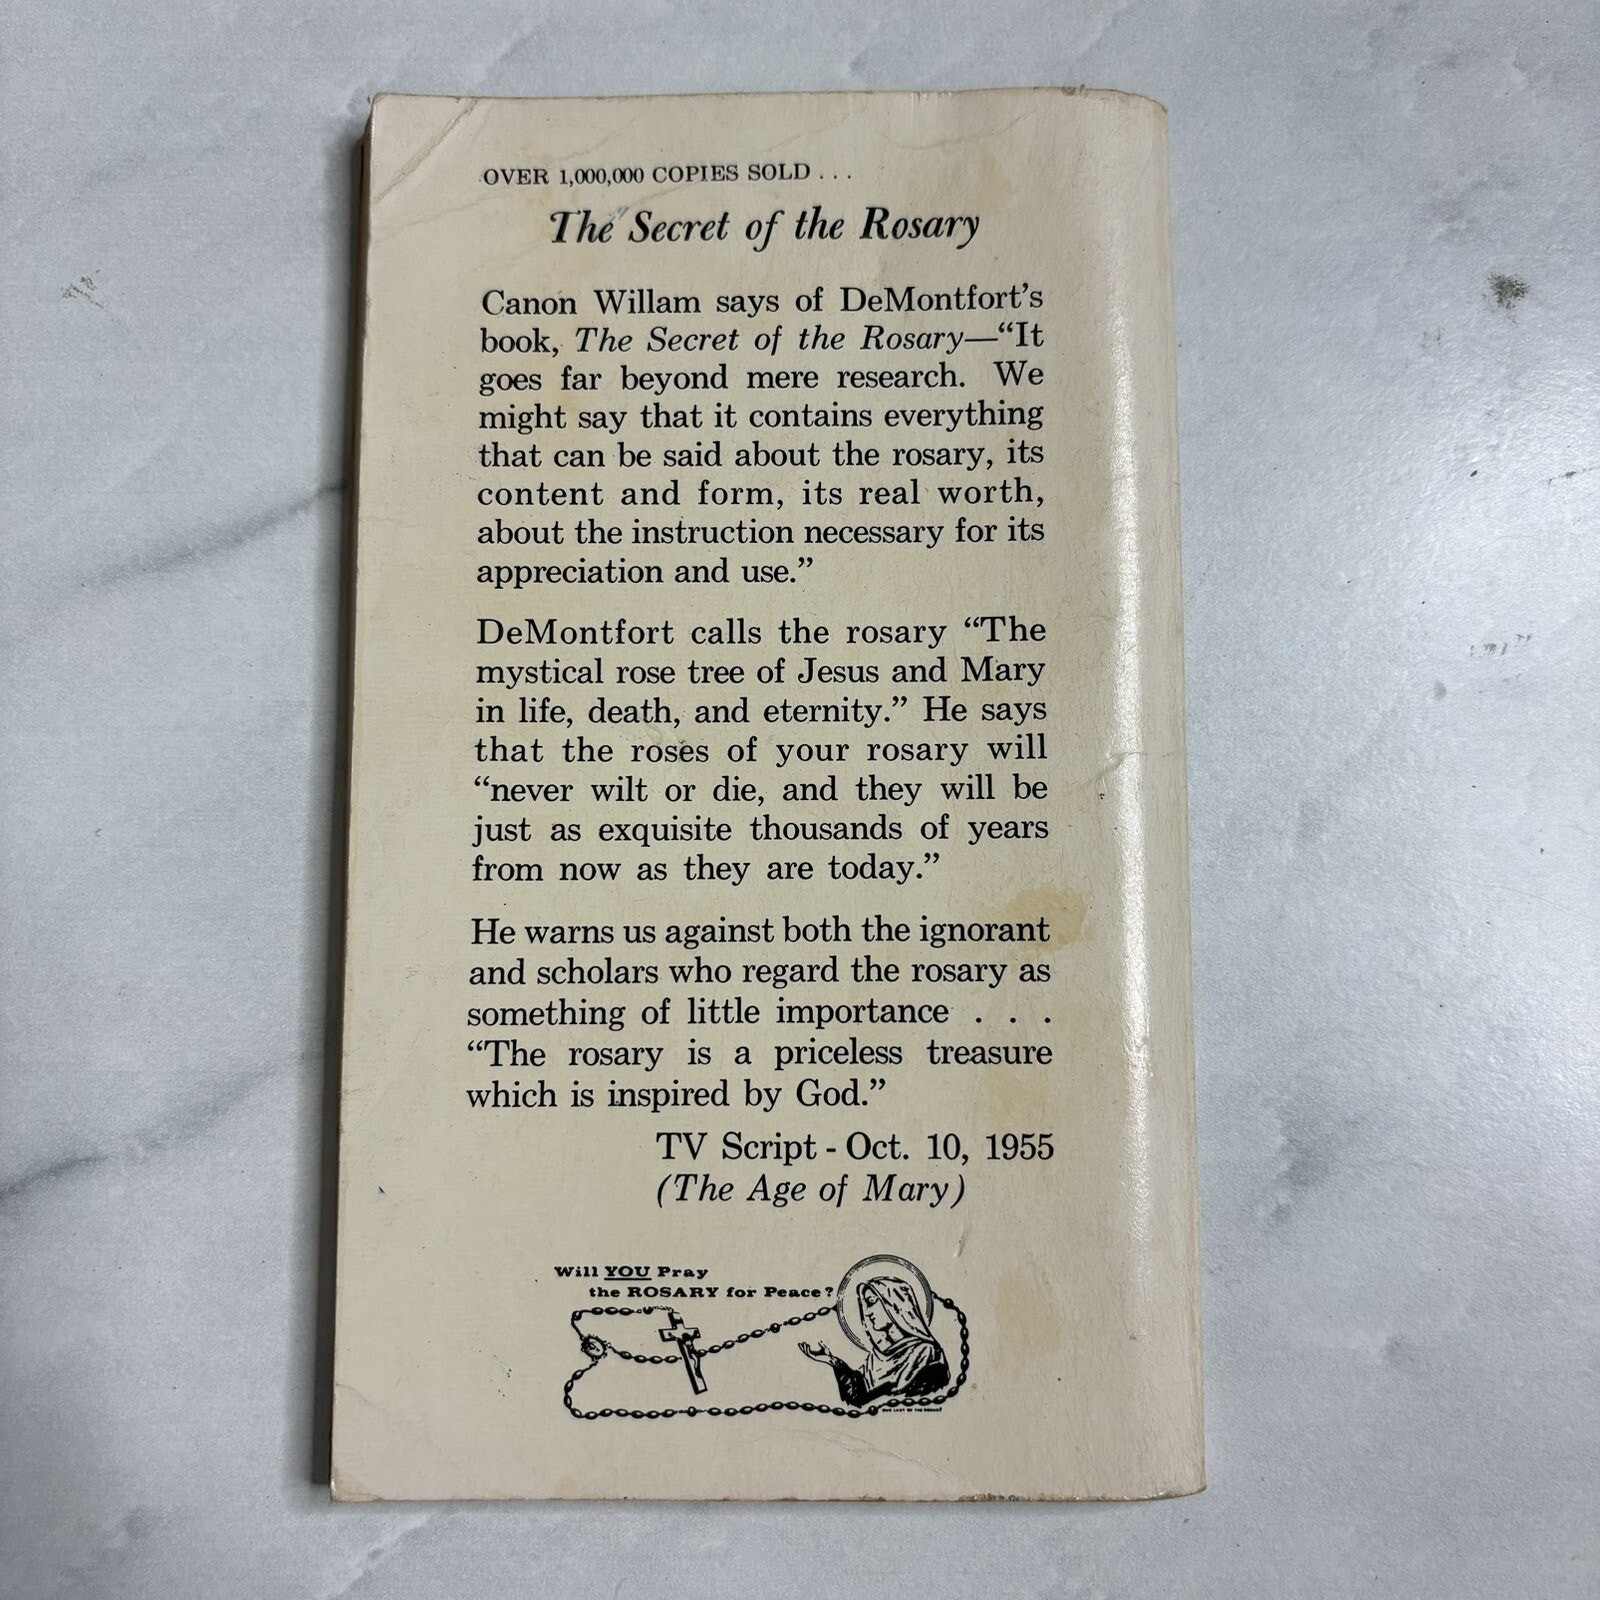 OVER 1,000,000 COPIES SOLD . . .
The Secret of the Rosary
Canon Willam says of DeMontfort’s
book, The Secret of the Rosary—“It
goes far beyond mere research. We
might say that it contains everything
that can be said about the rosary, its
content and form, its real worth,
about the instruction necessary for its
appreciation and use.”
DeMontfort calls the rosary “The
mystical rose tree of Jesus and Mary
in life, death, and eternity.” He says
that the roses of your rosary will
“never wilt or die, and they will be
just as exquisite thousands of years
from now as they are today.”
He warns us against both the ignorant
and scholars who regard the rosary as
something of little importance . . .
“The rosary is a priceless treasure
which is inspired by God.”
TV Script - Oct. 10, 1955
(The Age of Mary)
Will YOU Pray
the ROSARY for Peace?